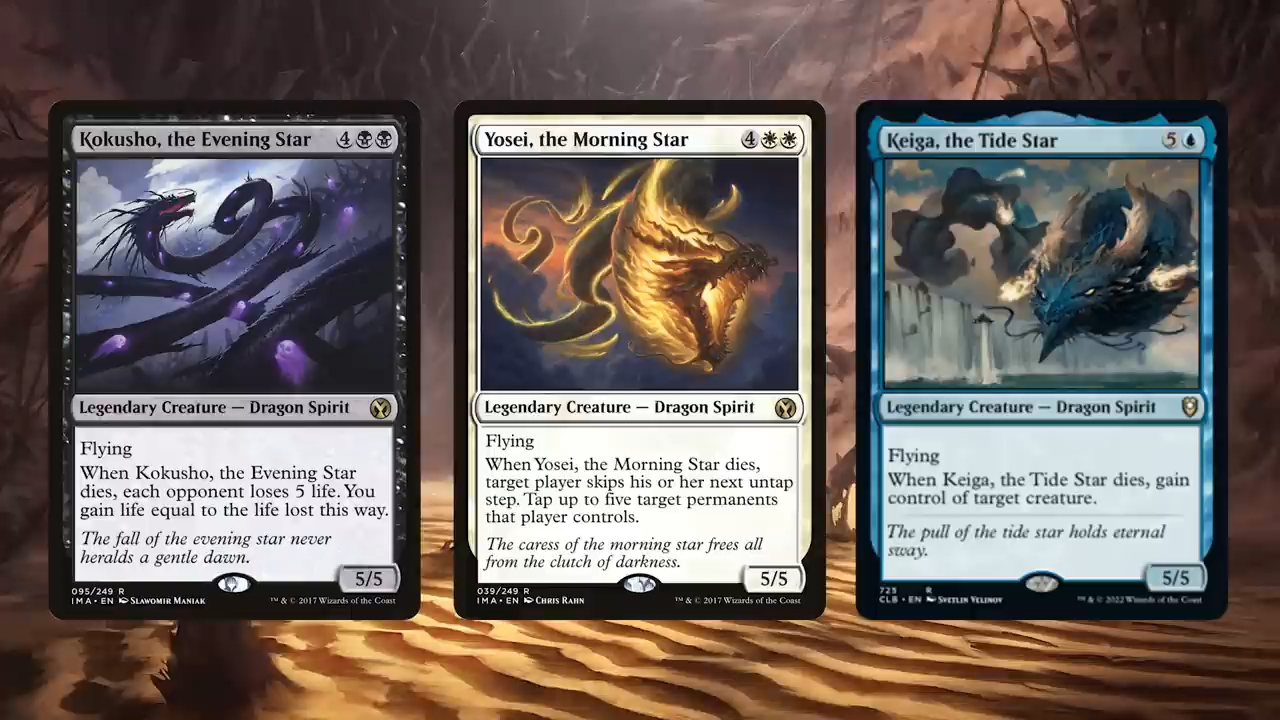 Kokusho, the Evening Star 4
Legendary Creature — Dragon Spirit
Flying
When Kokusho, the Evening Star
dies, each opponent loses 5 life. You
gain life equal to the life lost this way.
The fall of the evening star never
heralds a gentle dawn.
5/5
095/249 R
IMA • EN Slawomir Maniak
™ & © 2017 Wizards of the Coast
Yosei, the Morning Star 4
Legendary Creature — Dragon Spirit
Flying
When Yosei, the Morning Star dies,
target player skips his or her next untap
step. Tap up to five target permanents
that player controls.
The caress of the morning star frees all
from the clutch of darkness.
5/5
039/249 R
IMA • EN Chris Rahn
™ & © 2017 Wizards of the Coast
Keiga, the Tide Star 5
Legendary Creature — Dragon Spirit
Flying
When Keiga, the Tide Star dies, gain
control of target creature.
The pull of the tide star holds eternal
sway.
5/5
725 R
CLB • EN Svetlin Velinov
™ & © 2022 Wizards of the Coast